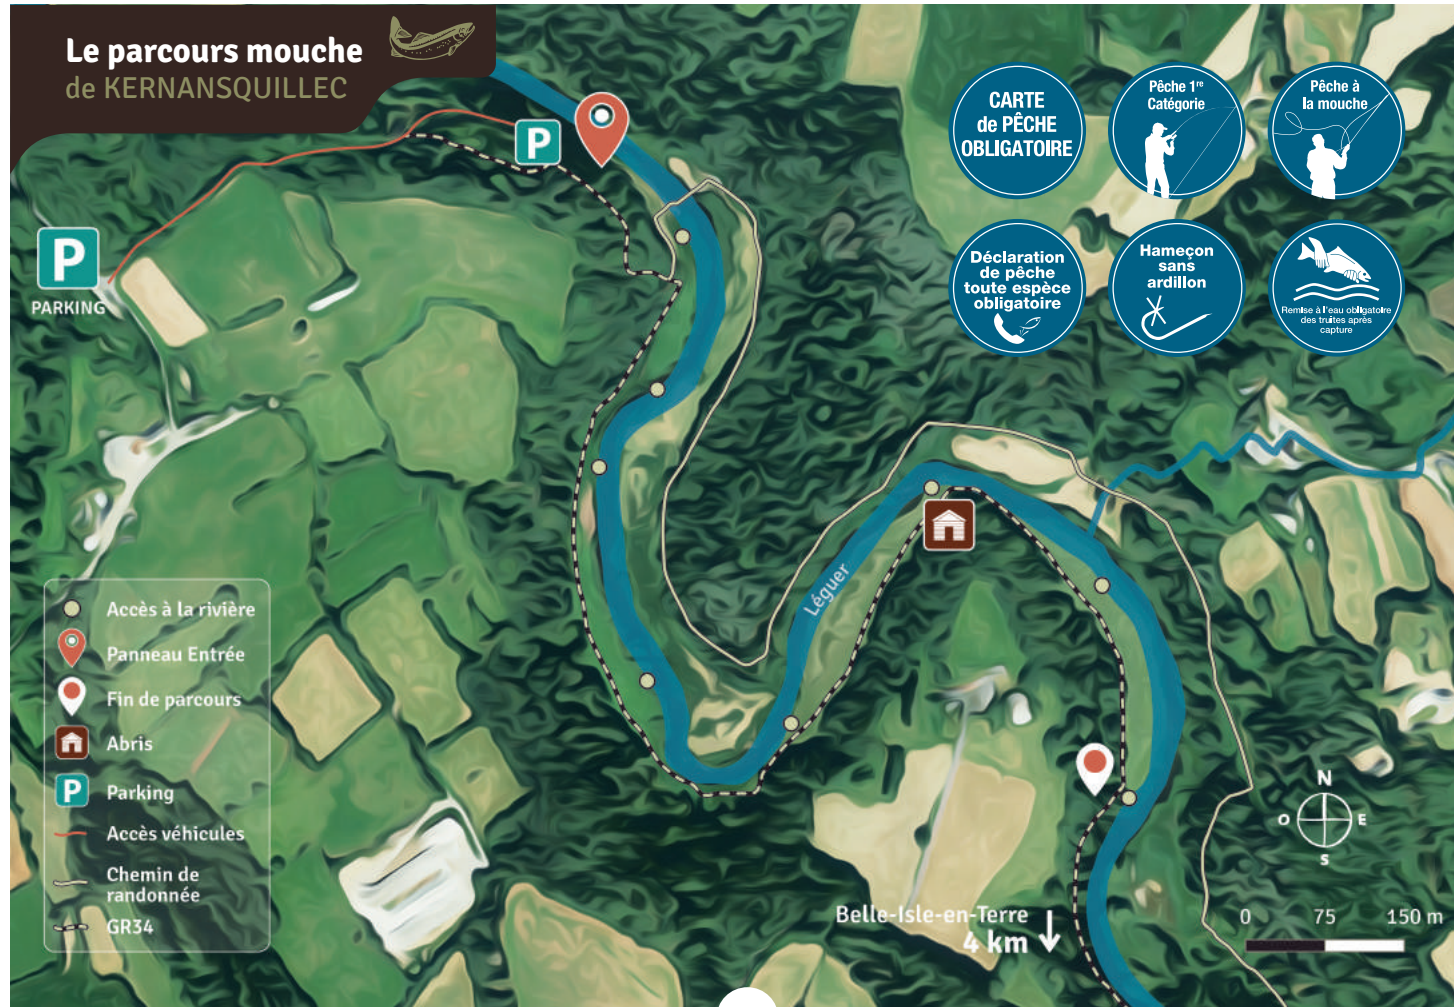 Le parcours mouche
de KERNANSQUILLEC
P
P
PARKING
CARTE
de PÊCHE
OBLIGATOIRE
Pêche 1re
Catégorie
Pêche à
la mouche
Déclaration
de pêche
toute espèce
obligatoire
Hameçon
sans
ardillon
Remise à l'eau obligatoire
des truites après
capture
Léguer
Accès à la rivière
Panneau Entrée
Fin de parcours
Abris
P Parking
Accès véhicules
Chemin de
randonnée
GR34
Belle-Isle-en-Terre
4 km
N
O E
S
0 75 150 m